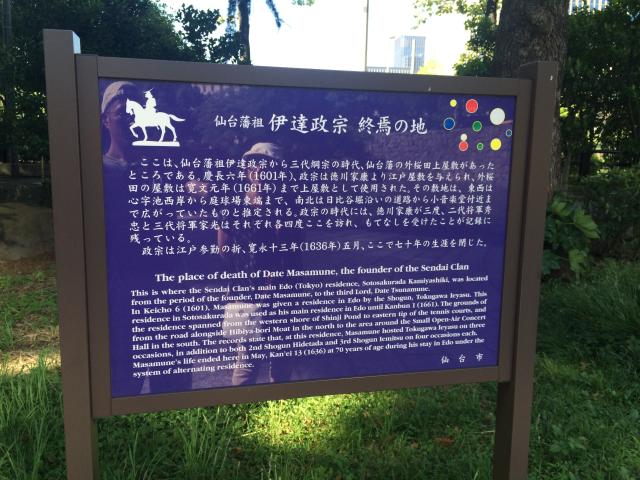 仙台藩祖 伊達政宗 終焉の地
ここは、仙台藩祖伊達政宗から三代綱宗の時代、仙台藩の外桜田上屋敷があった
ところである。慶長六年(1601年)、政宗は徳川家康より江戸屋敷を与えられ、外桜
田の屋敷は寛文元年(1661年)まで上屋敷として使用された。その敷地は、東西は
心字池西岸から庭球場東端まで、南北は日比谷堀沿いの道路から小音楽堂付近ま
で広がっていたものと推定される。政宗の時代には、徳川家康が三度、二代将軍秀
忠と三代将軍家光はそれぞれ各四度ここを訪れ、もてなしを受けたことが記録に
残っている。
政宗は江戸参勤の折、寛永十三年(1636年)五月、ここで七十年の生涯を閉じた。
The place of death of Date Masamune, the founder of the Sendai Clan
This is where the Sendai Clan's main Edo (Tokyo) residence, Sotosakurada Kamiyashiki, was located
from the period of the founder, Date Masamune, to the third Lord, Date Tsunamune.
In Keicho 6 (1601), Masamune was given a residence in Edo by the Shogun, Tokugawa Ieyasu. This
residence in Sotosakurada was used as his main residence in Edo until Kanbun 1 (1661). The grounds of
the residence spanned from the western shore of Shinji Pond to eastern tip of the tennis courts, and
from the road alongside Hibiya-bori Moat in the north to the area around the Small Open-Air Concert
Hall in the south. The records state that, at this residence, Masamune hosted Tokugawa Ieyasu on three
occasions, in addition to both 2nd Shogun Hidetada and 3rd Shogun Iemitsu on four occasions each.
Masamune's life ended here in May, Kan'ei 13 (1636) at 70 years of age during his stay in Edo under the
system of alternating residence.
仙台市